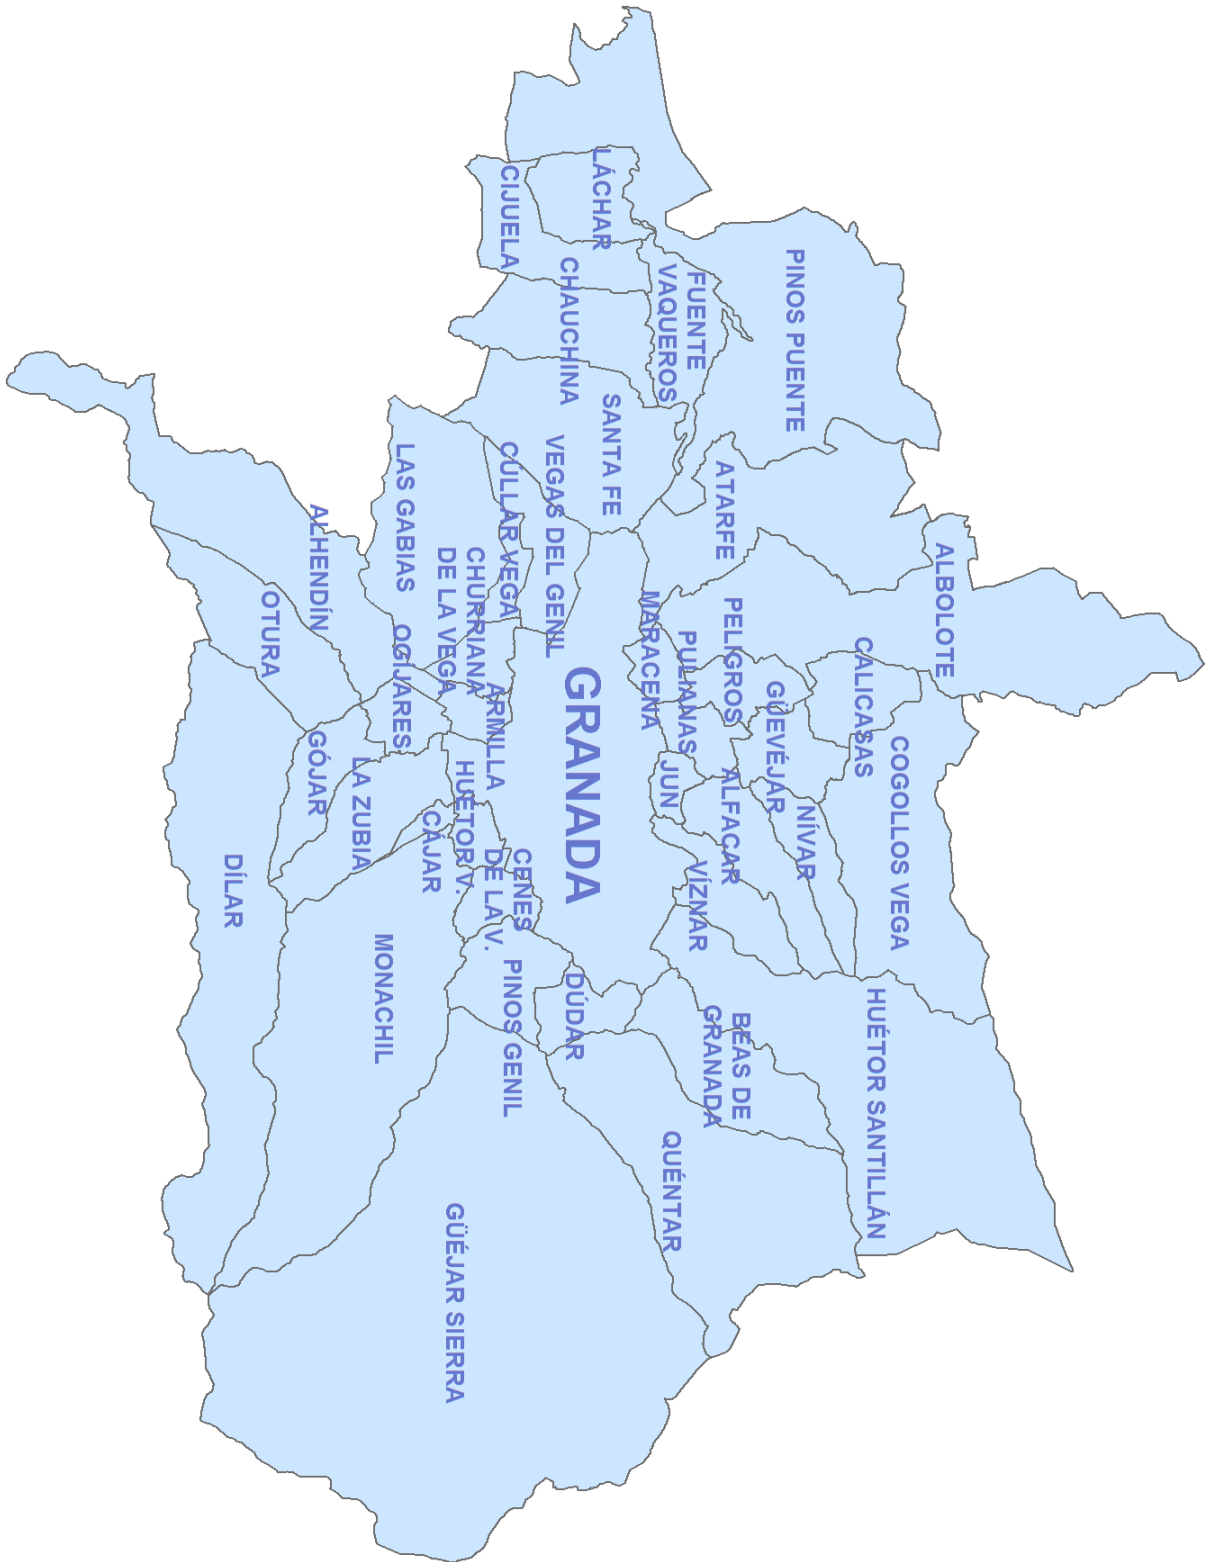 ALBOLOTE
COGOLLOS VEGA
HUÉTOR SANTILLÁN
CALICASAS
NÍVAR
PINOS PUENTE
GÜEVÉJAR
BEAS DE
GRANADA
PELIGROS
ALFACAR
ATARFE
VÍZNAR
FUENTE
VAQUEROS
PULIANAS
QUÉNTAR
JUN
MARACENA
SANTA FE
LÁCHAR
GRANADA
DÚDAR
CHAUCHINA
VEGAS DEL GENIL
CENES
DE LA V.
PINOS GENIL
CIJUELA
CÚLLAR VEGA
ARMILLA
CHURRIANA
DE LA VEGA
HUÉTOR V.
GÜÉJAR SIERRA
CÁJAR
LAS GABIAS
OGÍJARES
MONACHIL
LA ZUBIA
ALHENDÍN
GÓJAR
OTURA
DÍLAR